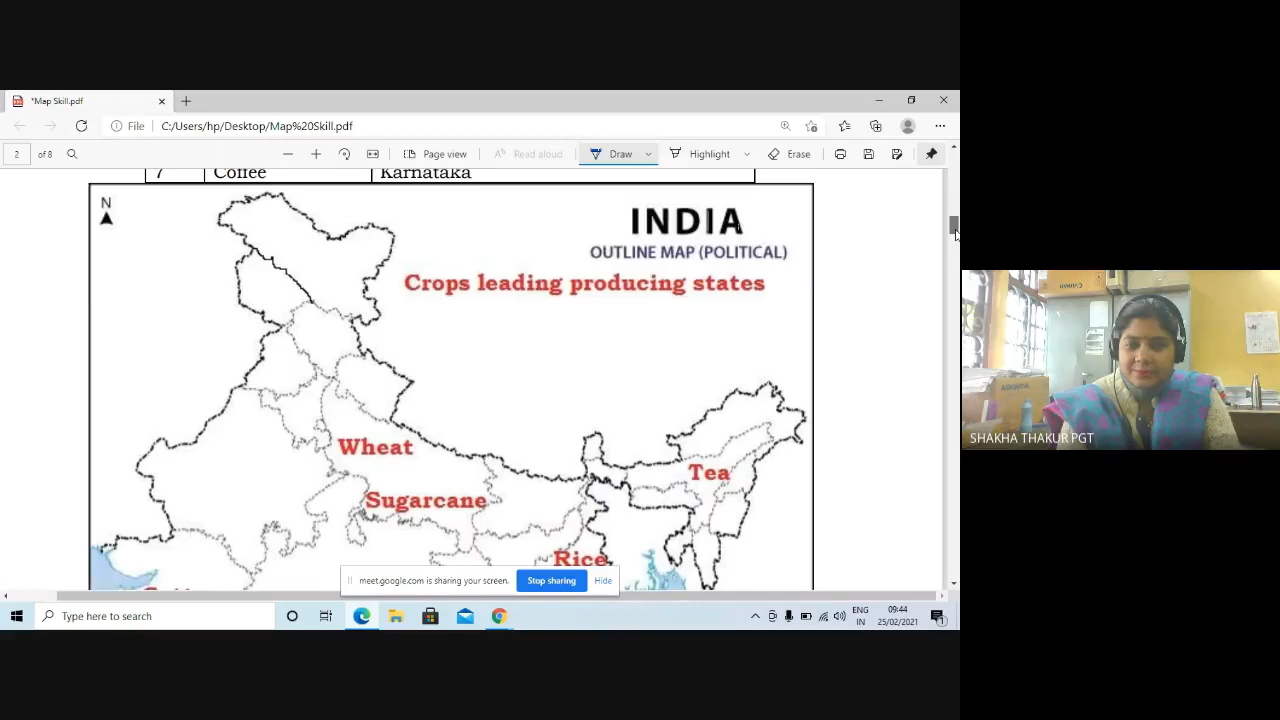 *Map Skill.pdf
File C:/Users/hp/Desktop/Map%20Skill.pdf
2 of 8 Page view Read aloud Draw Highlight Erase
7 Coffee Karnataka
N
INDIA
OUTLINE MAP (POLITICAL)
Crops leading producing states
Wheat
Tea
Sugarcane
Rice
meet.google.com is sharing your screen. Stop sharing Hide
Type here to search
ENG
IN
09:44
25/02/2021
SHAKHA THAKUR PGT